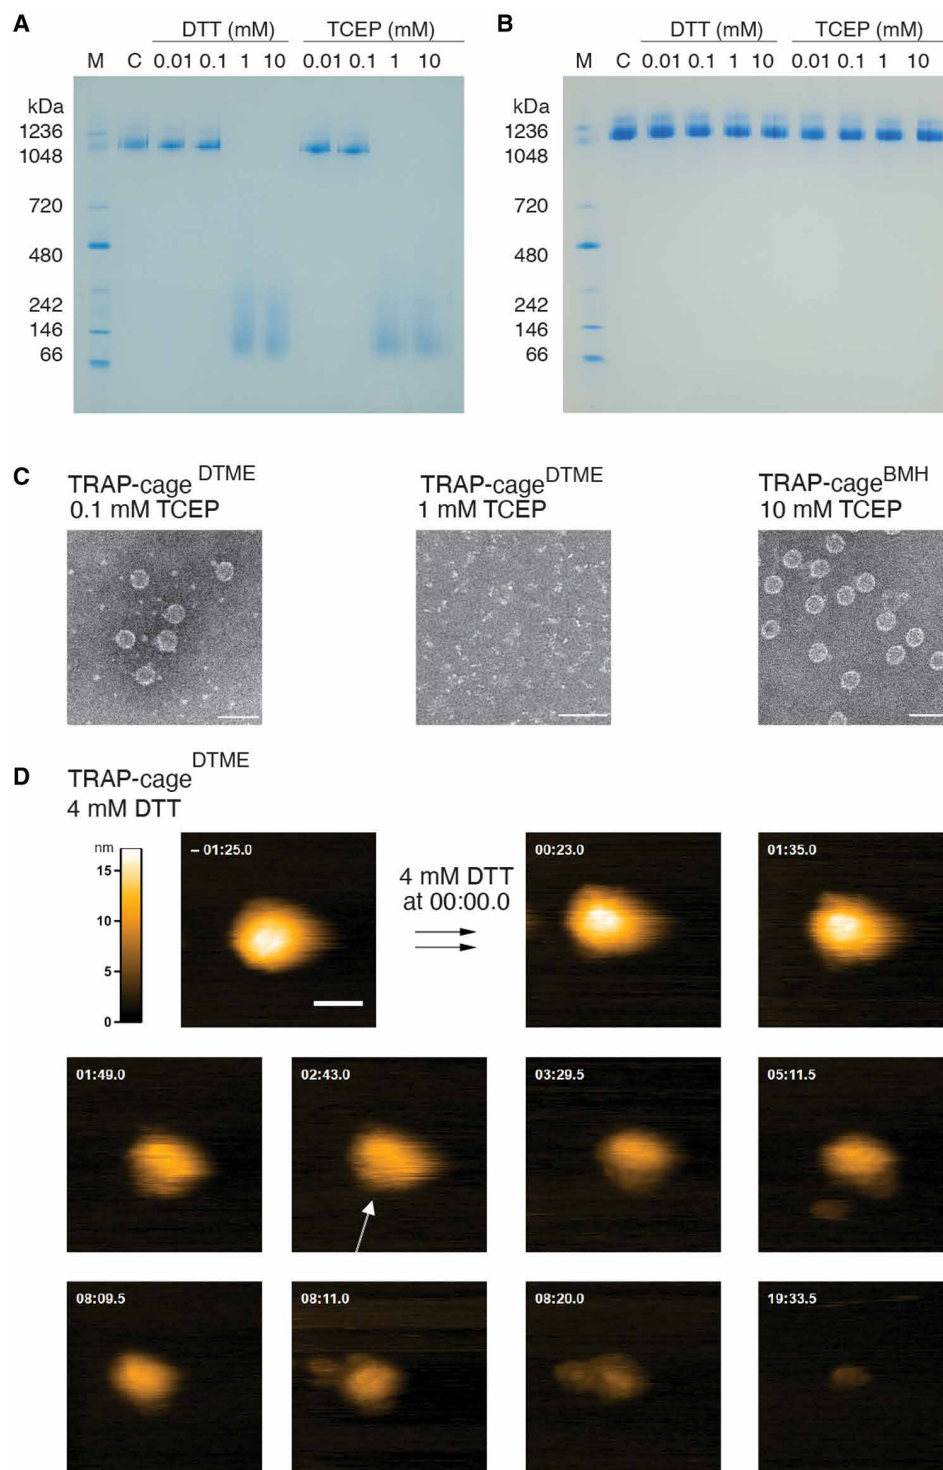 A
DTT (mM) TCEP (mM)
M C 0.01 0.1 1 10 0.01 0.1 1 10
kDa
1236
1048
720
480
242
146
66
B
DTT (mM) TCEP (mM)
M C 0.01 0.1 1 10 0.01 0.1 1 10
kDa
1236
1048
720
480
242
146
66
C
TRAP-cage DTME
0.1 mM TCEP
TRAP-cage DTME
1 mM TCEP
TRAP-cage BMH
10 mM TCEP
D
TRAP-cage DTME
4 mM DTT
nm
15
10
5
0
– 01:25.0
4 mM DTT
at 00:00.0
00:23.0
01:35.0
01:49.0
02:43.0
03:29.5
05:11.5
08:09.5
08:11.0
08:20.0
19:33.5